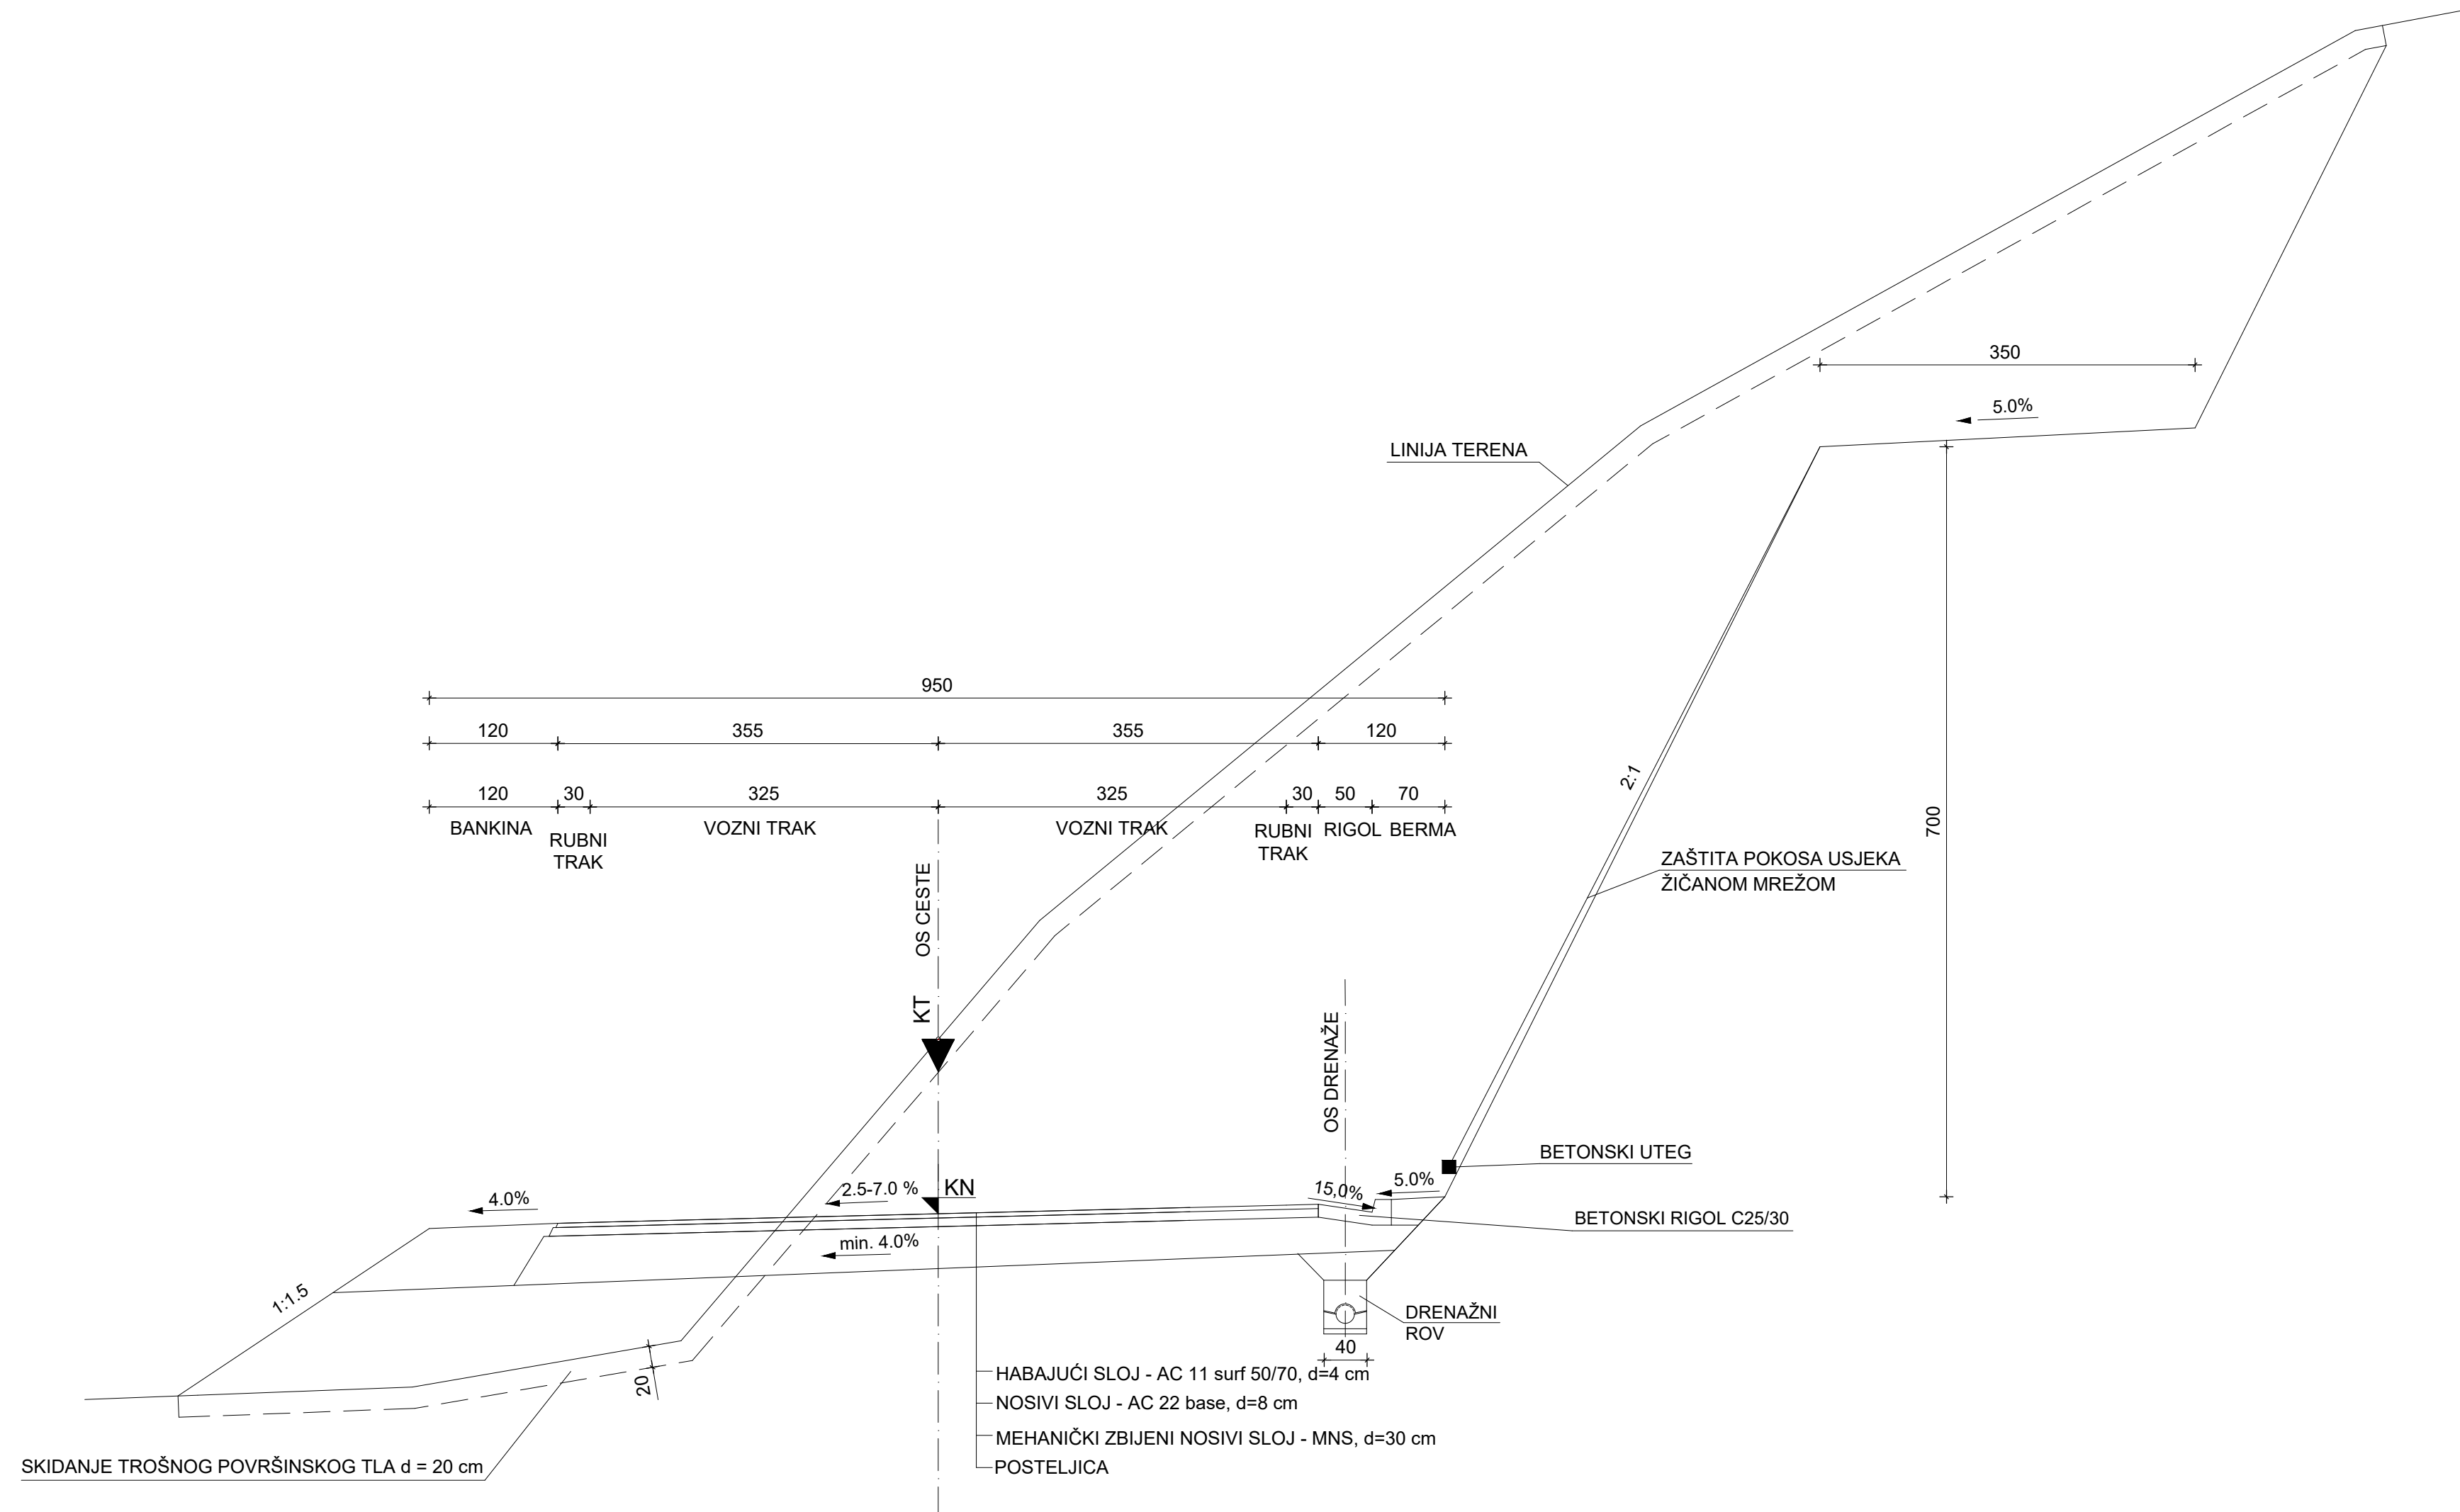 350
5.0%
LINIJA TERENA
950
120
355
355
120
120
30
325
325
30
50
70
BANKINA
RUBNI
TRAK
VOZNI TRAK
VOZNI TRAK
RUBNI
TRAK
RIGOL
BERMA
2:1
700
ZAŠTITA POKOSA USJEKA
ŽIČANOM MREŽOM
OS CESTE
KT
OS DRENAŽE
BETONSKI UTEG
4.0%
2.5-7.0 %
KN
15,0%
5.0%
BETONSKI RIGOL C25/30
min. 4.0%
1:1.5
DRENAŽNI
ROV
40
20
HABAJUĆI SLOJ - AC 11 surf 50/70, d=4 cm
NOSIVI SLOJ - AC 22 base, d=8 cm
MEHANIČKI ZBIJENI NOSIVI SLOJ - MNS, d=30 cm
POSTELJICA
SKIDANJE TROŠNOG POVRŠINSKOG TLA d = 20 cm